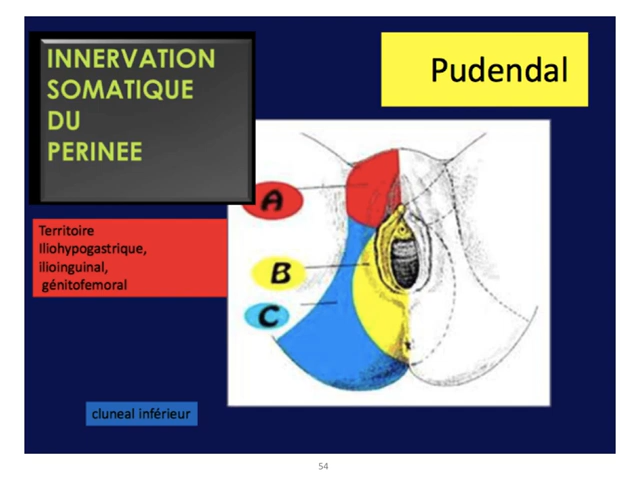 INNERVATION
SOMATIQUE
DU
PERINEE
Pudendal
A
Territoire
Iliohypogastrique,
ilioinguinal,
génitofemoral
B
C
cluneal inférieur
54